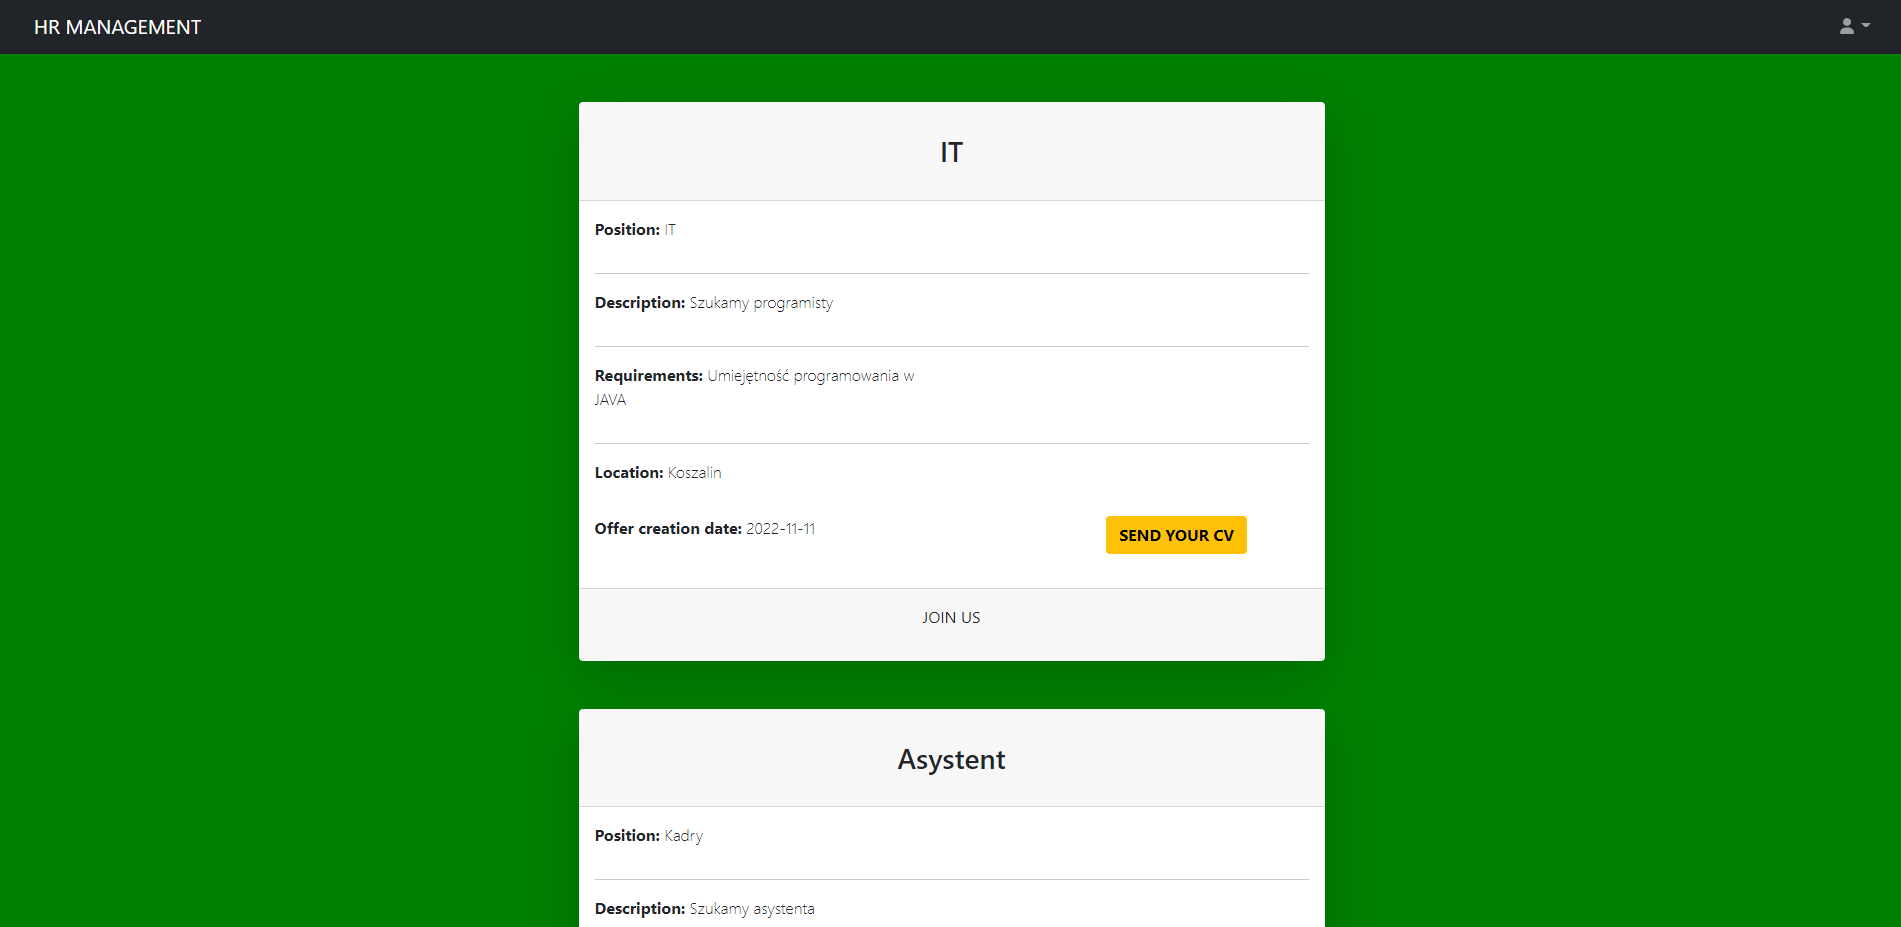 HR MANAGEMENT
IT
Position: IT
Description: Szukamy programisty
Requirements: Umiejętność programowania w
JAVA
Location: Koszalin
Offer creation date: 2022-11-11
SEND YOUR CV
JOIN US
Asystent
Position: Kadry
Description: Szukamy asystenta